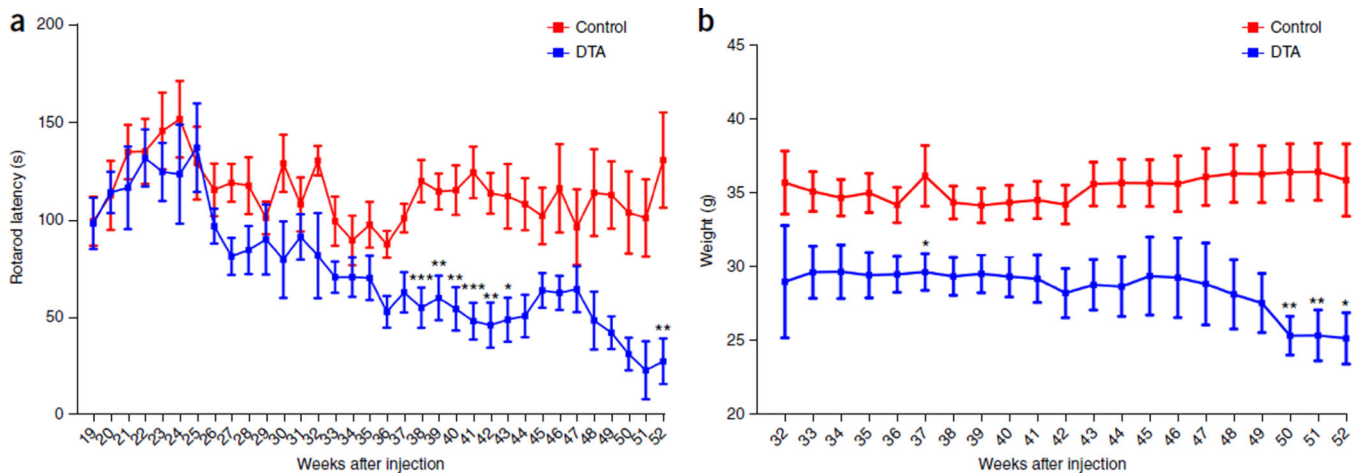 a
200
150
100
50
0
Rotarod latency (s)
Control
DTA
*** ** ** *** ** * **
19 20 21 22 23 24 25 26 27 28 29 30 31 32 33 34 35 36 37 38 39 40 41 42 43 44 45 46 47 48 49 50 51 52
Weeks after injection
b
45
40
35
30
25
20
Weight (g)
Control
DTA
* ** ** *
32 33 34 35 36 37 38 39 40 41 42 43 44 45 46 47 48 49 50 51 52
Weeks after injection